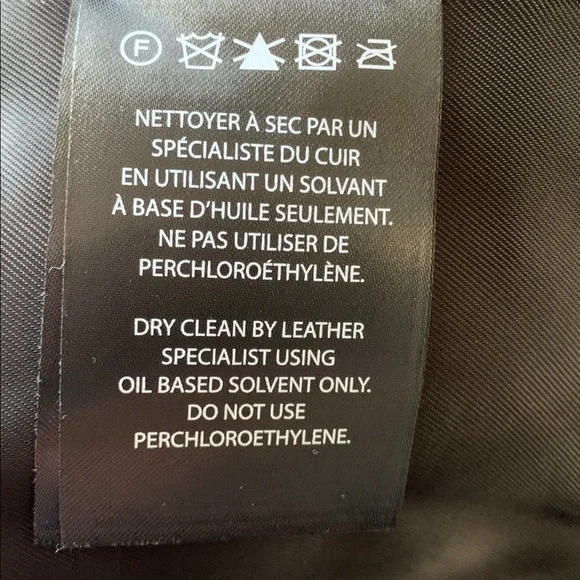 F
NETTOYER À SEC PAR UN
SPÉCIALISTE DU CUIR
EN UTILISANT UN SOLVANT
À BASE D'HUILE SEULEMENT.
NE PAS UTILISER DE
PERCHLOROÉTHYLÈNE.
DRY CLEAN BY LEATHER
SPECIALIST USING
OIL BASED SOLVENT ONLY.
DO NOT USE
PERCHLOROETHYLENE.